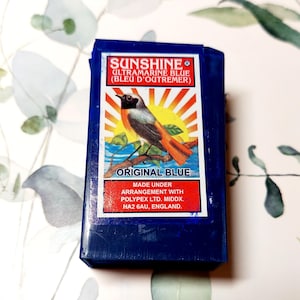 SUNSHINE
ULTRAMARINE BLUE
(BLEU D'OUTREMER)
ORIGINAL BLUE
MADE UNDER
ARRANGEMENT WITH
POLYPEX LTD. MIDDX.
HA2 6AU, ENGLAND.